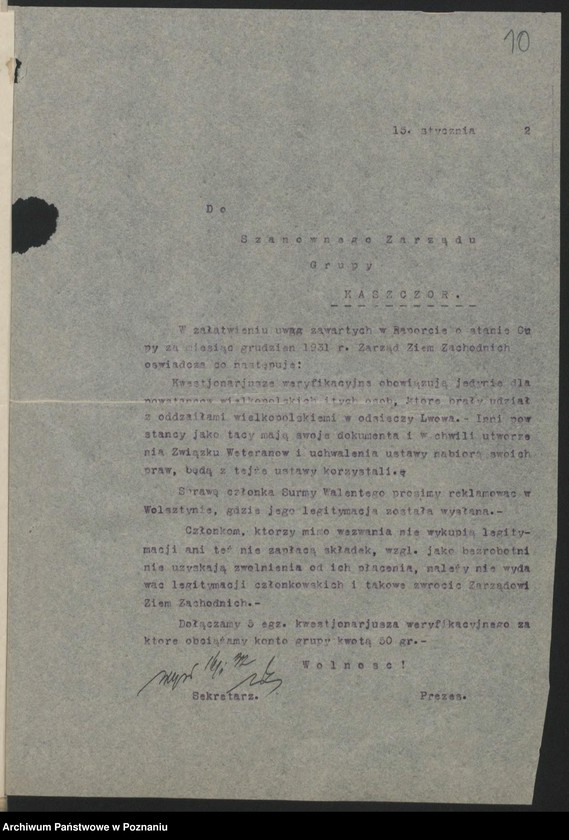 10
15. stycznia 2
Do
Szanownego Zarządu
Grupy
KASZCZOR.
W załatwieniu uwag zawartych w Raporcie o stanie Gru
py za miesiąc grudzień 1931 r. Zarząd Ziem Zachodnich
oświadcza co następuje:
Kwestjonarjusze weryfikacyjne obowiązują jedynie dla
powstańców wielkopolskich i tych osób, które brały udział
z oddziałami wielkopolskiemi w odsieczy Lwowa.- Inni pow
stańcy jako tacy mają swoje dokumenta i w chwili utworze
nia Związku Weteranów i uchwalenia ustawy nabiorą swoich
praw, będą z tejże ustawy korzystali.
Sprawę członka Surmy Walentego prosimy reklamować w
Wolsztynie, gdzie jego legitymacja została wysłana.-
Członkom, którzy mimo wezwania nie wykupią legity-
macji ani też nie zapłacą składek, wzgl. jako bezrobotni
nie uzyskają zwolnienia od ich płacenia, należy nie wyda
wać legitymacji członkowskich i takowe zwrócić Zarządowi
Ziem Zachodnich.-
Dołączamy 5 egz. kwestjonarjusza weryfikacyjnego za
które obciążamy konto grupy kwotą 50 gr.-
Wolność!
Sekretarz. Prezes.
Archiwum Państwowe w Poznaniu